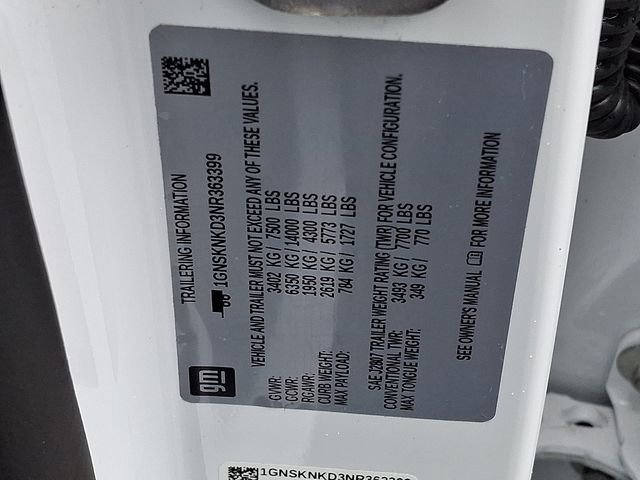 gm
TRAILERING INFORMATION
1GNSKNKD3NR363399
VEHICLE AND TRAILER MUST NOT EXCEED ANY OF THESE VALUES.
GVWR: 3402 KG / 7500 LBS
GCWR: 6350 KG / 14000 LBS
RGAWR: 1950 KG / 4300 LBS
CURB WEIGHT: 2619 KG / 5773 LBS
MAX PAYLOAD: 784 KG / 1727 LBS
SAE J2807 TRAILER WEIGHT RATING (TWR) FOR VEHICLE CONFIGURATION.
CONVENTIONAL TWR: 3493 KG / 7700 LBS
MAX TONGUE WEIGHT: 349 KG / 770 LBS
SEE OWNER'S MANUAL FOR MORE INFORMATION
1GNSKNKD3NR363399